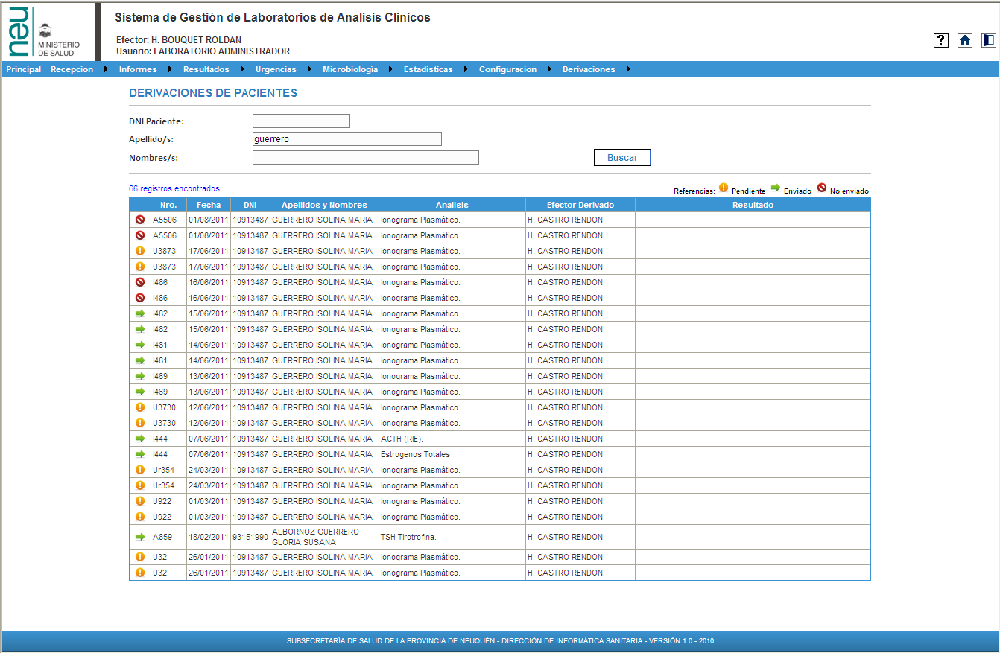 neu
MINISTERIO
DE SALUD
Sistema de Gestión de Laboratorios de Analisis Clinicos
Efector: H. BOUQUET ROLDAN
Usuario: LABORATORIO ADMINISTRADOR
?
Principal Recepcion Informes Resultados Urgencias Microbiología Estadisticas Configuracion Derivaciones
DERIVACIONES DE PACIENTES
DNI Paciente:
Apellido/s: guerrero
Nombres/s: Buscar
66 registros encontrados Referencias: Pendiente Enviado No enviado
Nro. Fecha DNI Apellidos y Nombres Analisis Efector Derivado Resultado
A5506 01/08/2011 10913487 GUERRERO ISOLINA MARIA Ionograma Plasmático. H. CASTRO RENDON
A5506 01/08/2011 10913487 GUERRERO ISOLINA MARIA Ionograma Plasmático. H. CASTRO RENDON
U3873 17/06/2011 10913487 GUERRERO ISOLINA MARIA Ionograma Plasmático. H. CASTRO RENDON
U3873 17/06/2011 10913487 GUERRERO ISOLINA MARIA Ionograma Plasmático. H. CASTRO RENDON
I486 16/06/2011 10913487 GUERRERO ISOLINA MARIA Ionograma Plasmático. H. CASTRO RENDON
I486 16/06/2011 10913487 GUERRERO ISOLINA MARIA Ionograma Plasmático. H. CASTRO RENDON
I482 15/06/2011 10913487 GUERRERO ISOLINA MARIA Ionograma Plasmático. H. CASTRO RENDON
I482 15/06/2011 10913487 GUERRERO ISOLINA MARIA Ionograma Plasmático. H. CASTRO RENDON
I481 14/06/2011 10913487 GUERRERO ISOLINA MARIA Ionograma Plasmático. H. CASTRO RENDON
I481 14/06/2011 10913487 GUERRERO ISOLINA MARIA Ionograma Plasmático. H. CASTRO RENDON
I469 13/06/2011 10913487 GUERRERO ISOLINA MARIA Ionograma Plasmático. H. CASTRO RENDON
I469 13/06/2011 10913487 GUERRERO ISOLINA MARIA Ionograma Plasmático. H. CASTRO RENDON
U3730 12/06/2011 10913487 GUERRERO ISOLINA MARIA Ionograma Plasmático. H. CASTRO RENDON
U3730 12/06/2011 10913487 GUERRERO ISOLINA MARIA Ionograma Plasmático. H. CASTRO RENDON
I444 07/06/2011 10913487 GUERRERO ISOLINA MARIA ACTH (RIE). H. CASTRO RENDON
I444 07/06/2011 10913487 GUERRERO ISOLINA MARIA Estrogenos Totales H. CASTRO RENDON
Ur354 24/03/2011 10913487 GUERRERO ISOLINA MARIA Ionograma Plasmático. H. CASTRO RENDON
Ur354 24/03/2011 10913487 GUERRERO ISOLINA MARIA Ionograma Plasmático. H. CASTRO RENDON
U922 01/03/2011 10913487 GUERRERO ISOLINA MARIA Ionograma Plasmático. H. CASTRO RENDON
U922 01/03/2011 10913487 GUERRERO ISOLINA MARIA Ionograma Plasmático. H. CASTRO RENDON
A859 18/02/2011 93151990 ALBORNOZ GUERRERO GLORIA SUSANA TSH Tirotrofina. H. CASTRO RENDON
U32 26/01/2011 10913487 GUERRERO ISOLINA MARIA Ionograma Plasmático. H. CASTRO RENDON
U32 26/01/2011 10913487 GUERRERO ISOLINA MARIA Ionograma Plasmático. H. CASTRO RENDON
SUBSECRETARÍA DE SALUD DE LA PROVINCIA DE NEUQUÉN - DIRECCIÓN DE INFORMÁTICA SANITARIA - VERSIÓN 1.0 - 2010